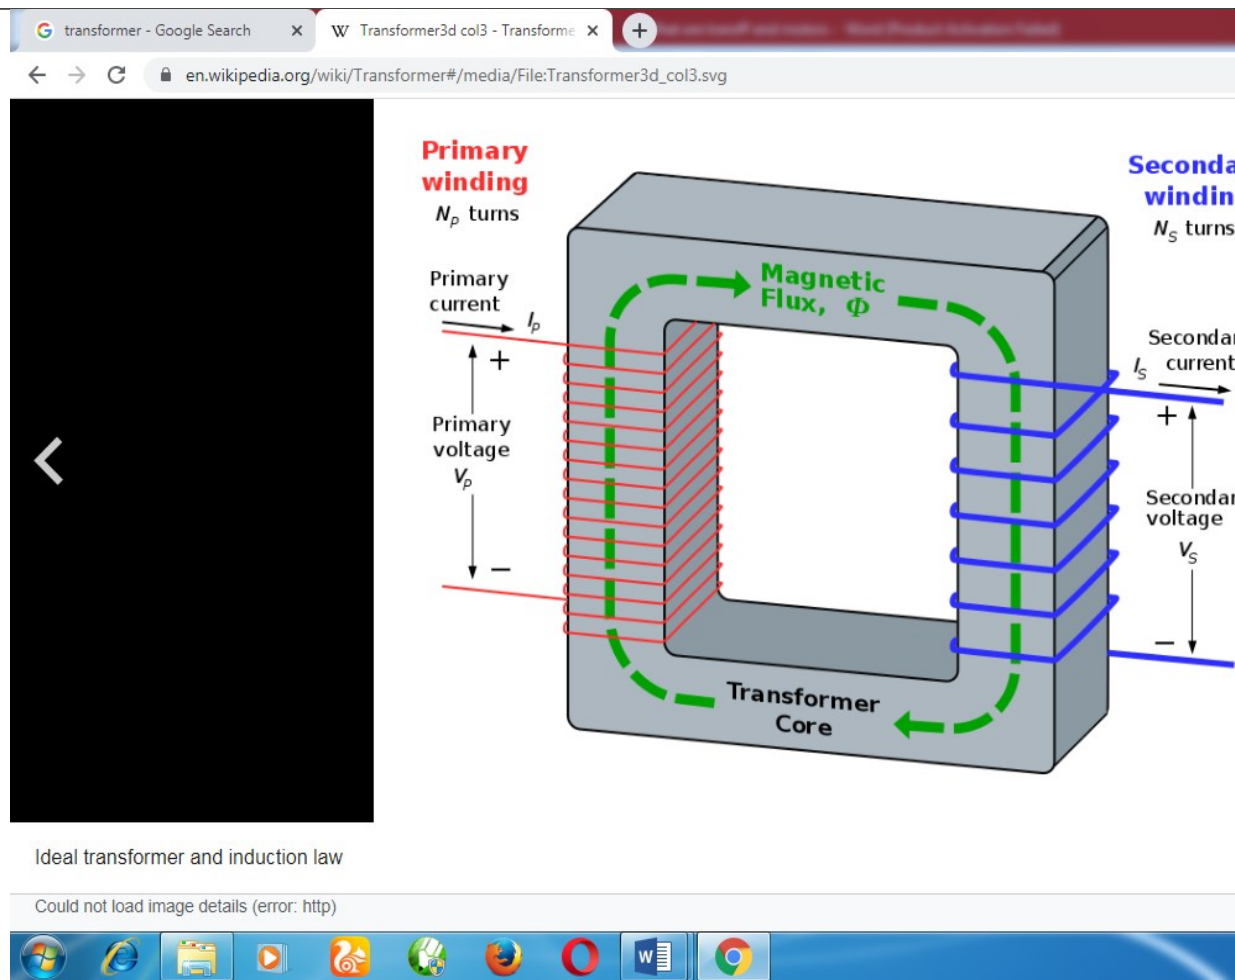 transformer - Google Search
Transformer3d col3 - Transforme
en.wikipedia.org/wiki/Transformer#/media/File:Transformer3d_col3.svg
Primary
winding
Np turns
Primary
current
Ip
+
Primary
voltage
Vp
−
Magnetic
Flux, Φ
Transformer
Core
Seconda
windin
NS turns
Secondar
current
IS
+
Secondar
voltage
VS
−
Ideal transformer and induction law
Could not load image details (error: http)